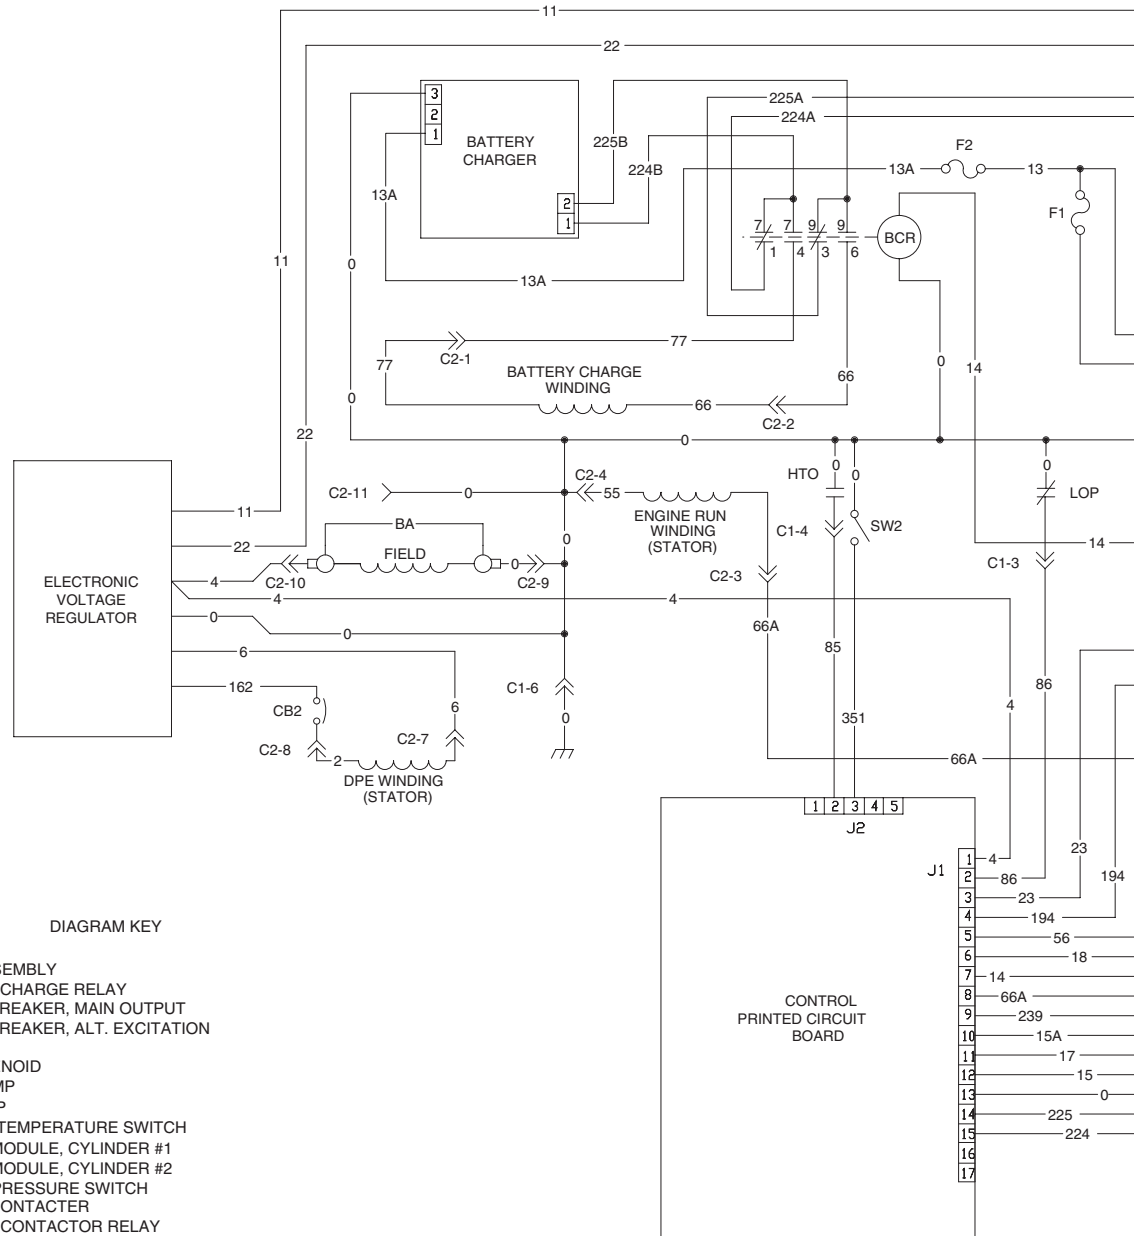 11
22
225A
224A
3
2
1
BATTERY
CHARGER
225B
224B
F2
13A
13
13A
2
1
F1
7 7 9 9
BCR
1 4 3 6
11
0
13A
77
C2-1
77
0
14
BATTERY CHARGE
WINDING
66
66
C2-2
0
22
0
C2-11
0
C2-4
55
HTO
0
0
0
LOP
11
ENGINE RUN
WINDING
(STATOR)
C1-4
SW2
BA
0
22
FIELD
14
4
C2-10
0
C2-9
C2-3
C1-3
ELECTRONIC
VOLTAGE
REGULATOR
4
4
0
0
66A
85
6
162
C1-6
86
CB2
6
0
351
4
C2-8
C2-7
2
DPE WINDING
(STATOR)
66A
1 2 3 4 5
J2
23
J1
1 4
2 86
194
3 23
4 194
DIAGRAM KEY
5 56
6 18
7 14
8 66A
9 239
10 15A
11 17
12 15
13 0
14 225
15 224
16
17
CONTROL
PRINTED CIRCUIT
BOARD
SEMBLY
CHARGE RELAY
REAKER, MAIN OUTPUT
REAKER, ALT. EXCITATION
NOID
MP
P
TEMPERATURE SWITCH
MODULE, CYLINDER #1
MODULE, CYLINDER #2
PRESSURE SWITCH
ONTACTER
CONTACTOR RELAY